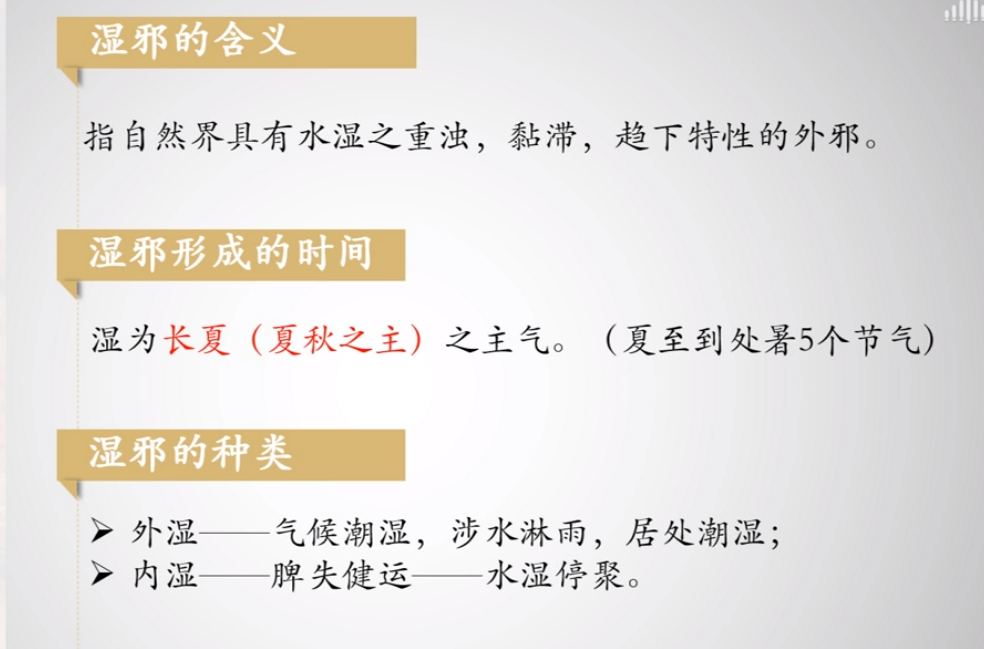 湿邪的含义
指自然界具有水湿之重浊，黏滞，趋下特性的外邪。
湿邪形成的时间
湿为长夏（夏秋之主）之主气。（夏至到处暑5个节气）
湿邪的种类
➢ 外湿——气候潮湿，涉水淋雨，居处潮湿；
➢ 内湿——脾失健运——水湿停聚。